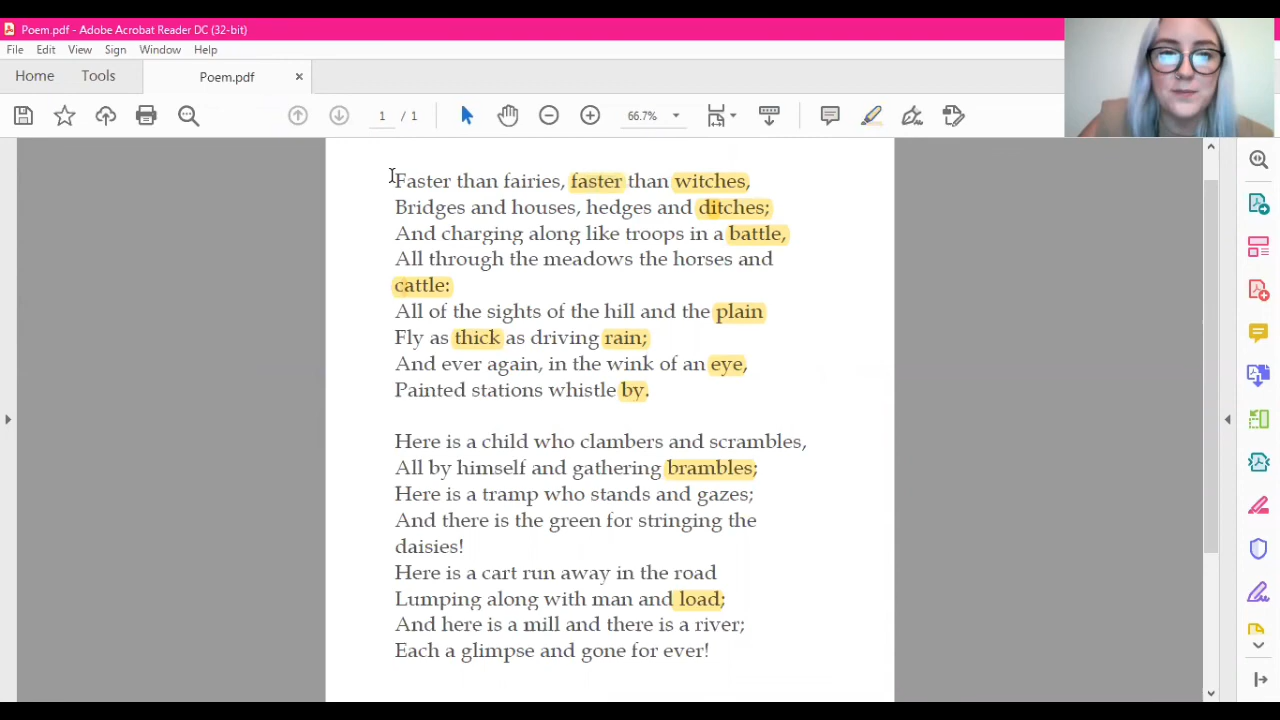 Poem.pdf - Adobe Acrobat Reader DC (32-bit)
File Edit View Sign Window Help
Home Tools Poem.pdf ×
1 / 1 66.7%
Faster than fairies, faster than witches,
Bridges and houses, hedges and ditches;
And charging along like troops in a battle,
All through the meadows the horses and
cattle:
All of the sights of the hill and the plain
Fly as thick as driving rain;
And ever again, in the wink of an eye,
Painted stations whistle by.
Here is a child who clambers and scrambles,
All by himself and gathering brambles;
Here is a tramp who stands and gazes;
And there is the green for stringing the
daisies!
Here is a cart run away in the road
Lumping along with man and load;
And here is a mill and there is a river;
Each a glimpse and gone for ever!